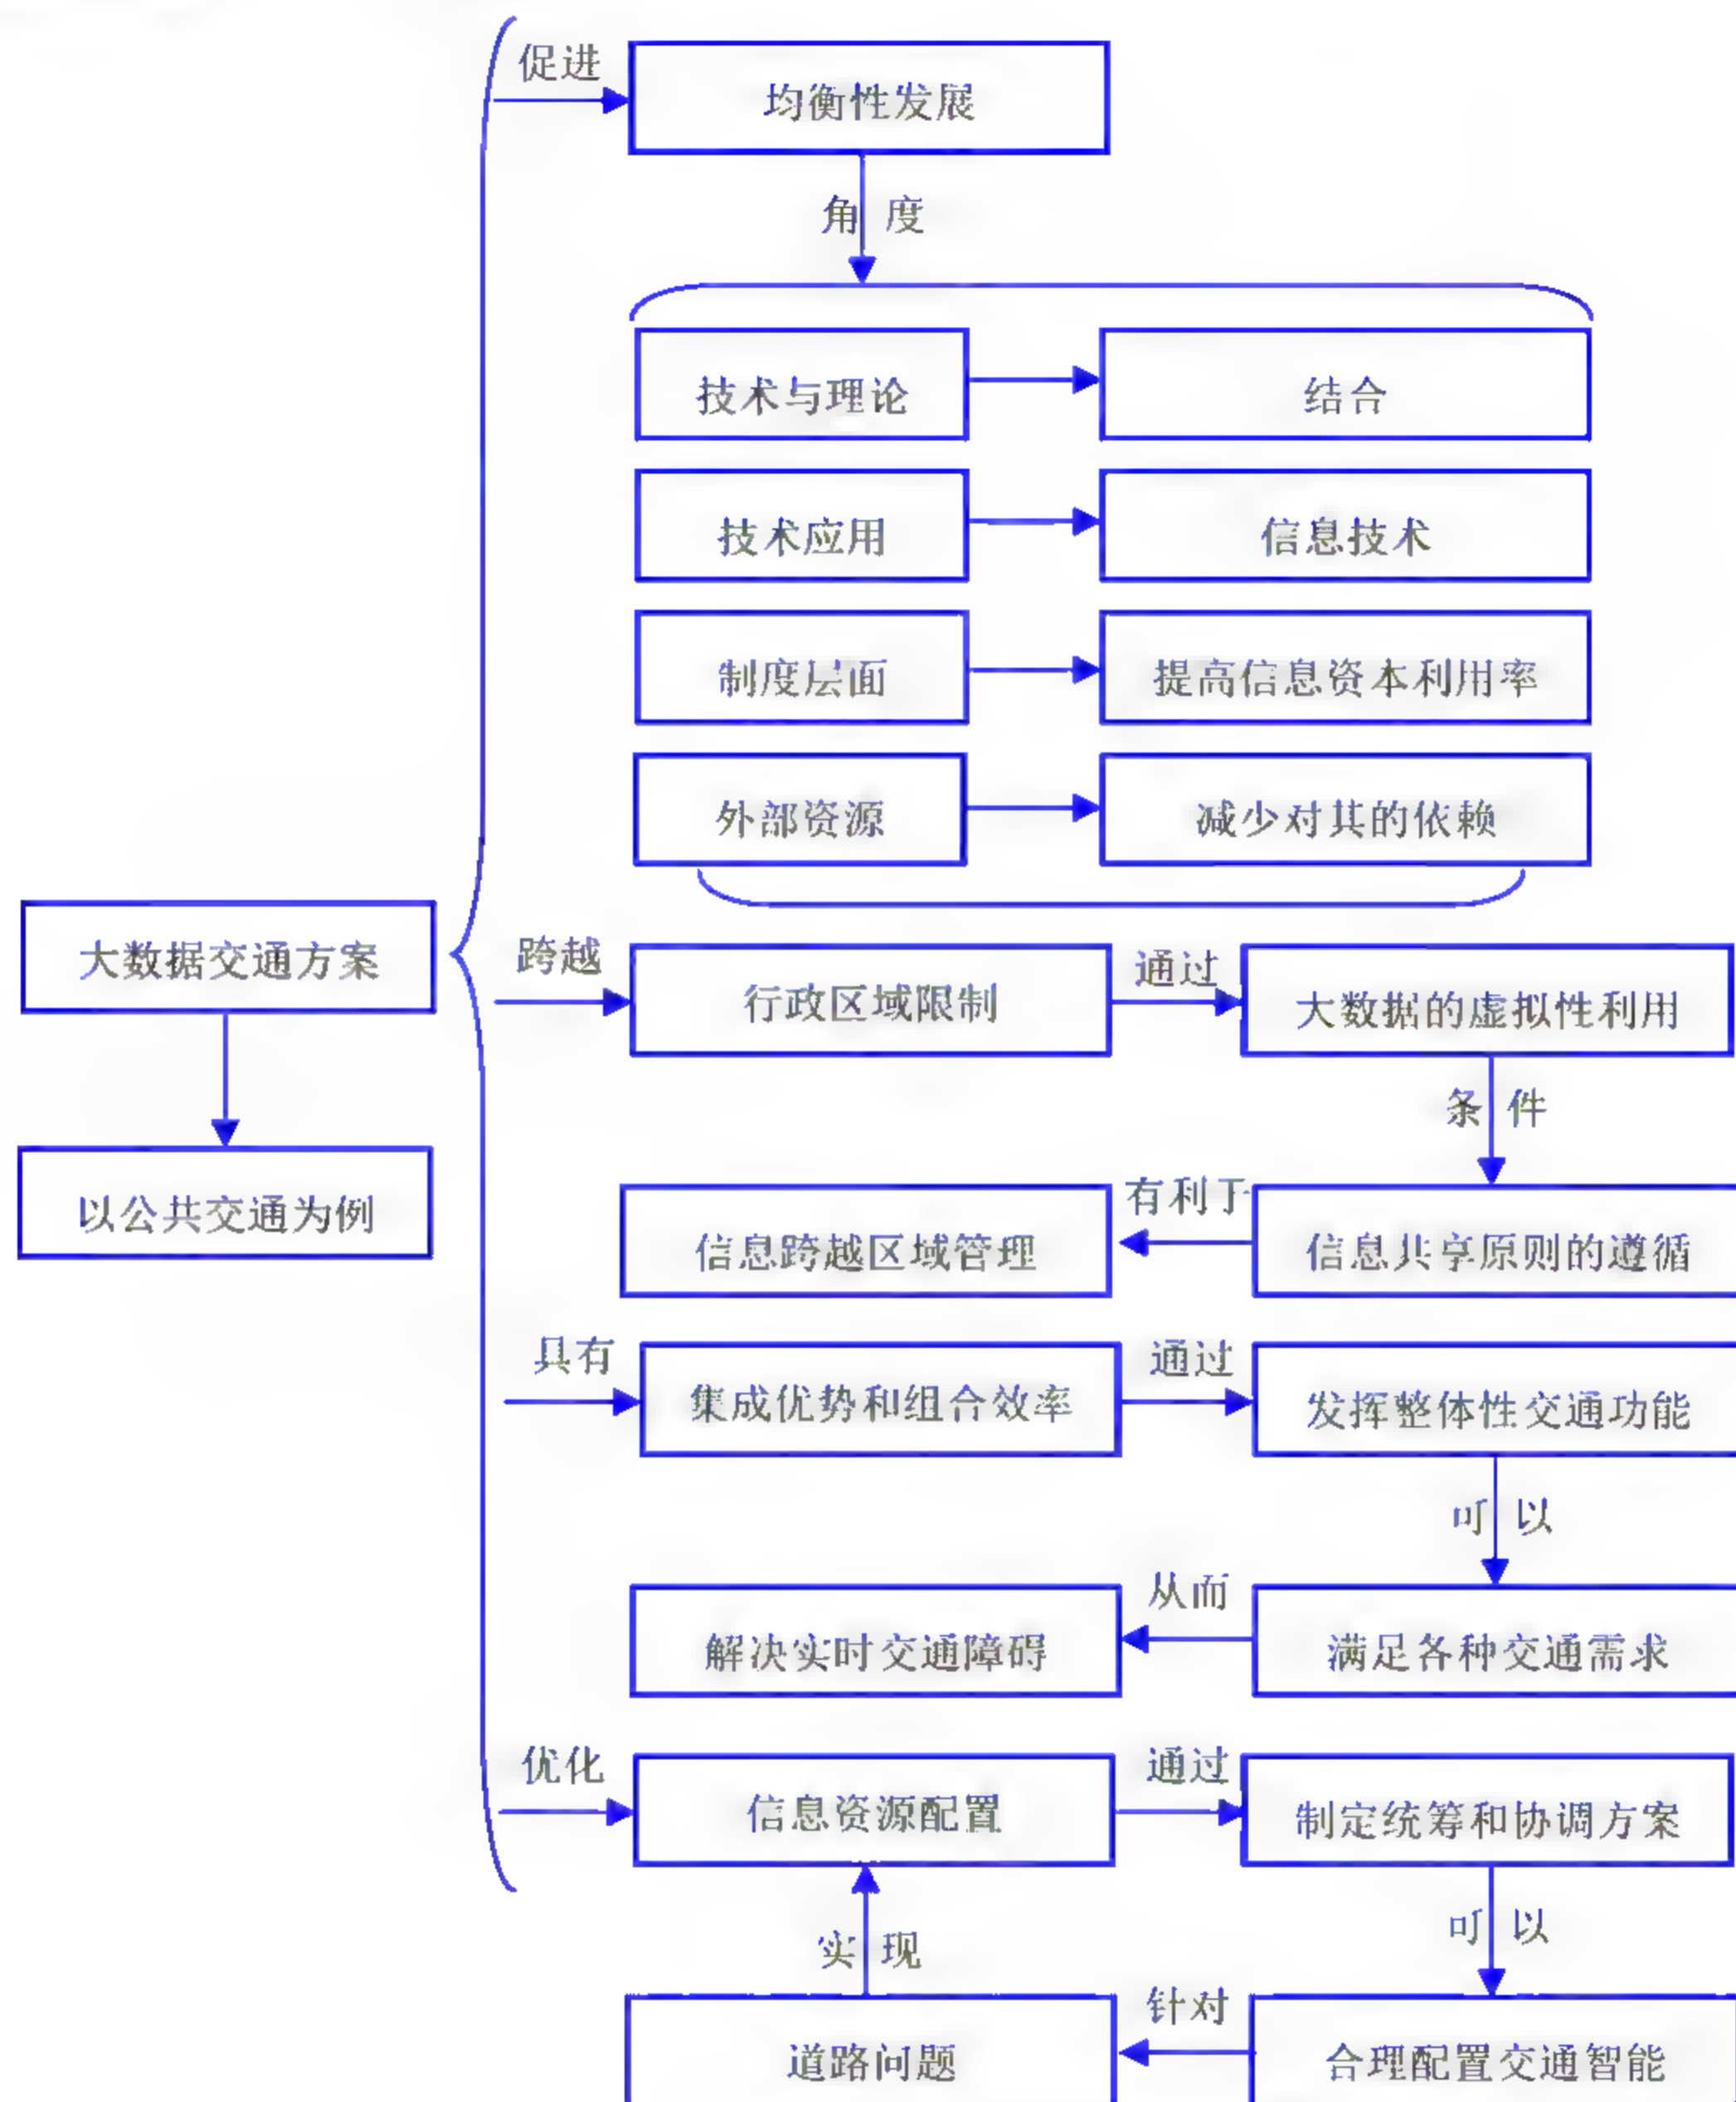 促进
均衡性发展
角 度
技术与理论
结合
技术应用
信息技术
制度层面
提高信息资本利用率
外部资源
减少对其的依赖
大数据交通方案
跨越
行政区域限制
通过
大数据的虚拟性利用
条 件
以公共交通为例
信息跨越区域管理
有利于
信息共享原则的遵循
具有
集成优势和组合效率
通过
发挥整体性交通功能
可 以
解决实时交通障碍
从而
满足各种交通需求
优化
信息资源配置
通过
制定统筹和协调方案
实 现
可 以
道路问题
针对
合理配置交通智能